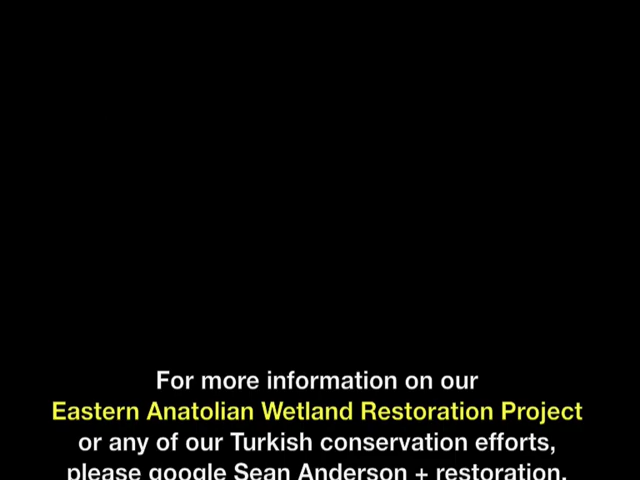 For more information on our
Eastern Anatolian Wetland Restoration Project
or any of our Turkish conservation efforts,
please google Sean Anderson + restoration.